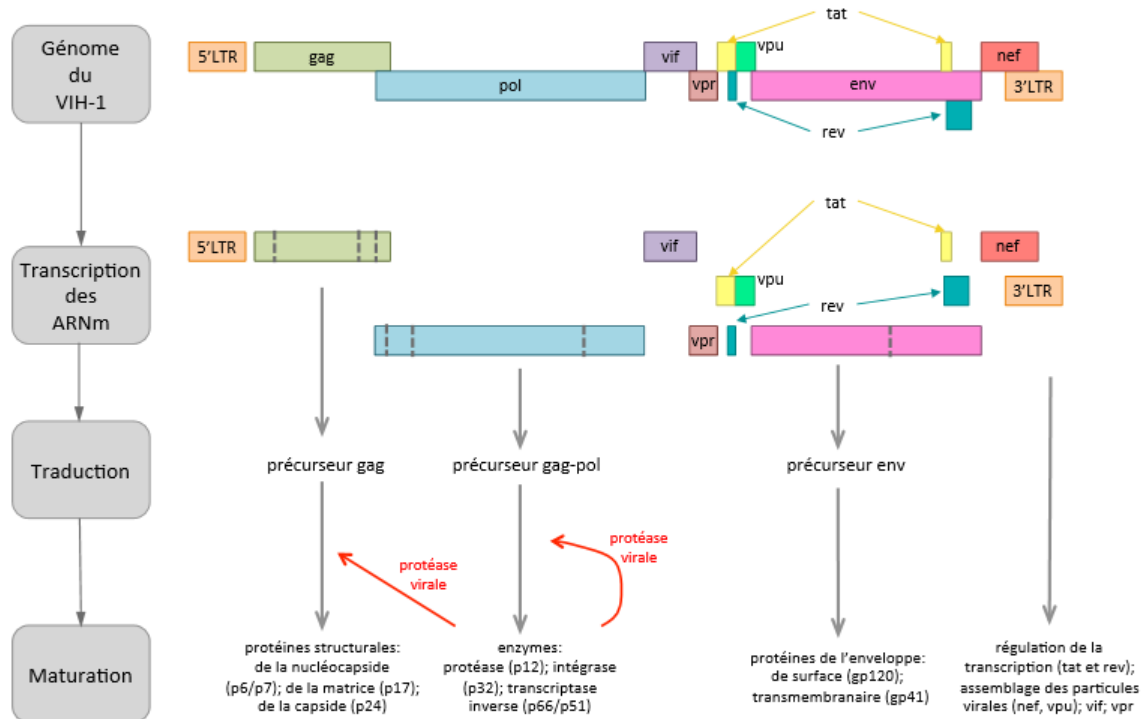 Génome
du
VIH-1
tat
5'LTR
gag
vif
vpu
nef
pol
vpr
env
3'LTR
rev
Transcription
des
ARNm
tat
5'LTR
vif
nef
vpu
3'LTR
rev
vpr
Traduction
précurseur gag
précurseur gag-pol
précurseur env
protéase
virale
protéase
virale
Maturation
protéines structurales:
de la nucléocapside
(p6/p7); de la matrice (p17);
de la capside (p24)
enzymes:
protéase (p12); intégrase
(p32); transcriptase
inverse (p66/p51)
protéines de l'enveloppe:
de surface (gp120);
transmembranaire (gp41)
régulation de la
transcription (tat et rev);
assemblage des particules
virales (nef, vpu); vif; vpr